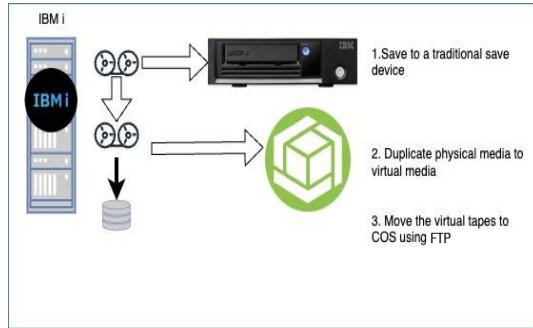 IBM i
IBM i
IBM
1.Save to a traditional save
device
2. Duplicate physical media to
virtual media
3. Move the virtual tapes to
COS using FTP